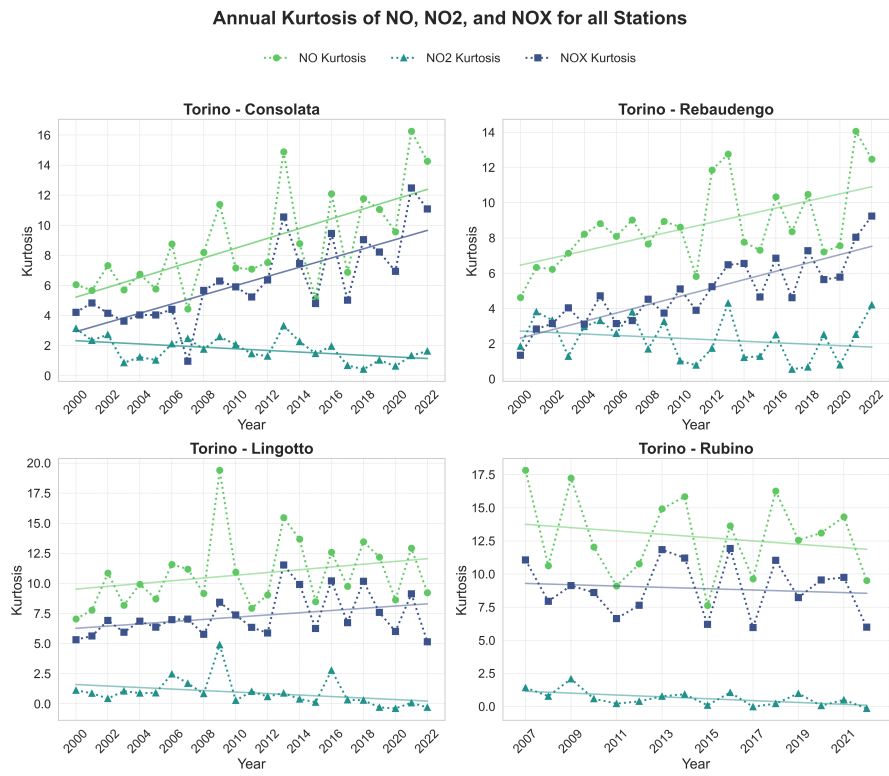 Annual Kurtosis of NO, NO2, and NOX for all Stations
NO Kurtosis NO2 Kurtosis NOX Kurtosis
Torino - Consolata
Kurtosis
16
14
12
10
8
6
4
2
0
2000 2002 2004 2006 2008 2010 2012 2014 2016 2018 2020 2022
Year
Torino - Rebaudengo
Kurtosis
14
12
10
8
6
4
2
0
2000 2002 2004 2006 2008 2010 2012 2014 2016 2018 2020 2022
Year
Torino - Lingotto
Kurtosis
20.0
17.5
15.0
12.5
10.0
7.5
5.0
2.5
0.0
2000 2002 2004 2006 2008 2010 2012 2014 2016 2018 2020 2022
Year
Torino - Rubino
Kurtosis
17.5
15.0
12.5
10.0
7.5
5.0
2.5
0.0
2007 2009 2011 2013 2015 2017 2019 2021
Year